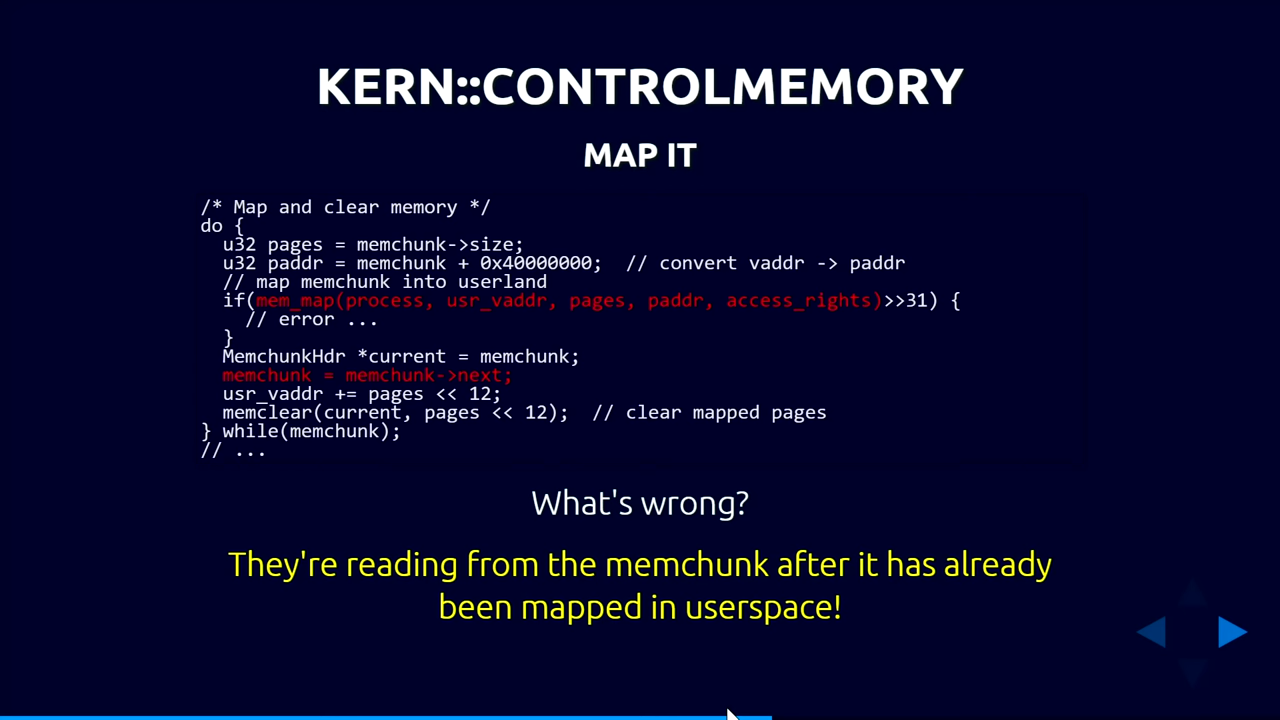 KERN::CONTROLMEMORY
MAP IT
/* Map and clear memory */
do {
  u32 pages = memchunk->size;
  u32 paddr = memchunk + 0x40000000;  // convert vaddr -> paddr
  // map memchunk into userland
  if(mem_map(process, usr_vaddr, pages, paddr, access_rights)>>31) {
    // error ...
  }
  MemchunkHdr *current = memchunk;
  memchunk = memchunk->next;
  usr_vaddr += pages << 12;
  memclear(current, pages << 12);  // clear mapped pages
} while(memchunk);
// ...
What's wrong?
They're reading from the memchunk after it has already
been mapped in userspace!